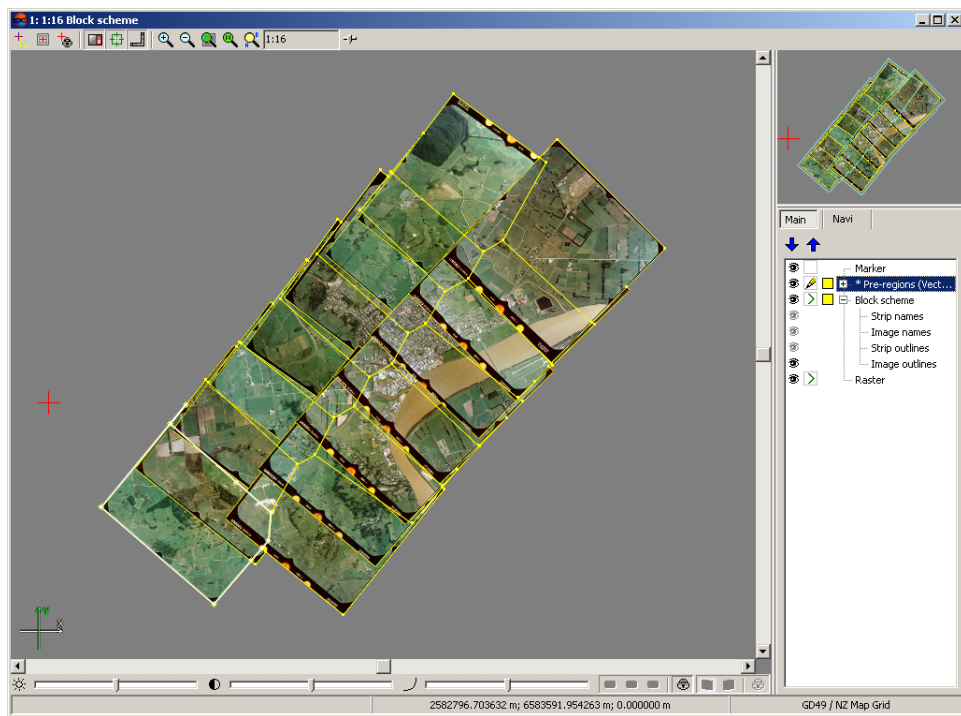 1: 1:16 Block scheme
1:16
Main Navi
Marker
* Pre-regions (Vect...
Block scheme
Strip names
Image names
Strip outlines
Image outlines
Raster
Y
X
2582796.703632 m; 6583591.954263 m; 0.000000 m
GD49 / NZ Map Grid